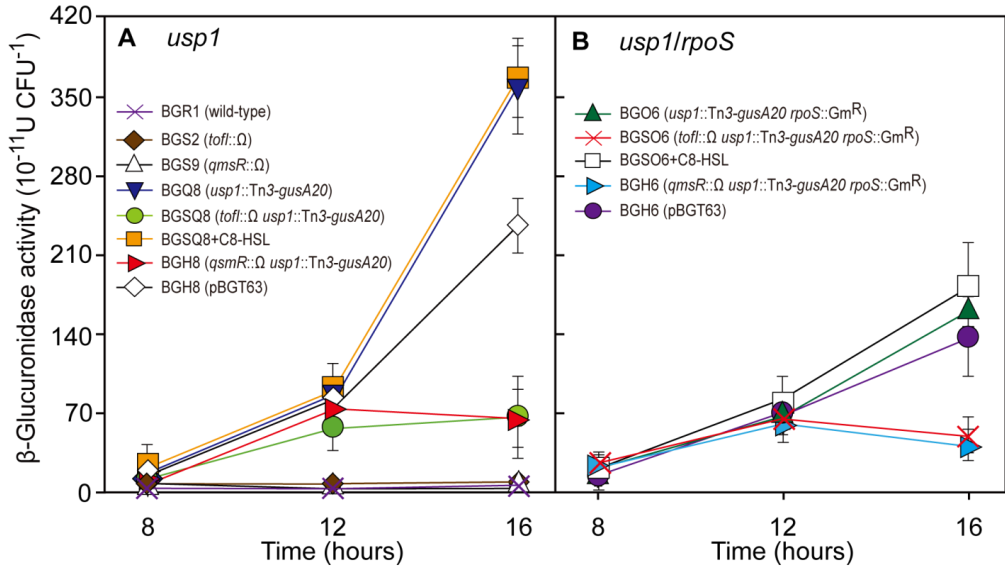 A usp1
B usp1/rpoS
β-Glucuronidase activity (10⁻¹¹U CFU⁻¹)
420
350
280
210
140
70
0
BGR1 (wild-type)
BGS2 (tofI::Ω)
BGS9 (qmsR::Ω)
BGQ8 (usp1::Tn3-gusA20)
BGSQ8 (tofI::Ω usp1::Tn3-gusA20)
BGSQ8+C8-HSL
BGH8 (qsmR::Ω usp1::Tn3-gusA20)
BGH8 (pBGT63)
BGO6 (usp1::Tn3-gusA20 rpoS::Gmᴿ)
BGSO6 (tofI::Ω usp1::Tn3-gusA20 rpoS::Gmᴿ)
BGSO6+C8-HSL
BGH6 (qmsR::Ω usp1::Tn3-gusA20 rpoS::Gmᴿ)
BGH6 (pBGT63)
8 12 16
8 12 16
Time (hours)
Time (hours)